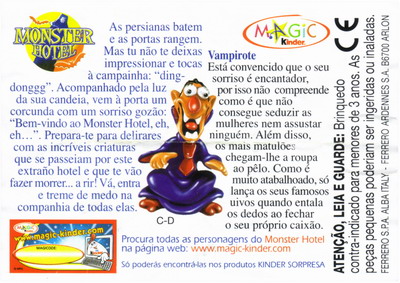 MONSTER
HOTEL
As persianas batem
e as portas rangem.
Mas tu não te deixas
impressionar e tocas
à campainha: “ding-
donggg”. Acompanhado pela luz
da sua candeia, vem à porta um
corcunda com um sorriso gozão:
“Bem-vindo ao Monster Hotel, eh,
eh…”. Prepara-te para delirares
com as incríveis criaturas
que se passeiam por este
extraño hotel e que te vão
fazer morrer... a rir! Vá, entra
e treme de medo na
companhia de todas elas.
MAGiC
Kinder
Vampirote
Está convencido que o seu
sorriso é encantador,
por isso não compreende
como é que não
consegue seduzir as
mulheres nem assustar
ninguém. Além disso,
os mais matulões
chegam-lhe a roupa
ao pêlo. Como é
muito atabalhoado, só
lança os seus famosos
uivos quando entala
os dedos ao fechar
o seu próprio caixão.
C-D
www.magic-kinder.com
MAGICODE
Procura todas as personagens do Monster Hotel
na página web: www.magic-kinder.com
Só poderás encontrá-los nos produtos KINDER SORPRESA
CE
ATENÇÃO, LEIA E GUARDE: Brinquedo
contra-indicado para menores de 3 anos. As
peças pequenas poderiam ser ingeridas ou inaladas.
FERRERO S.P.A. ALBA ITALY - FERRERO ARDENNES S.A. B6700 ARLON